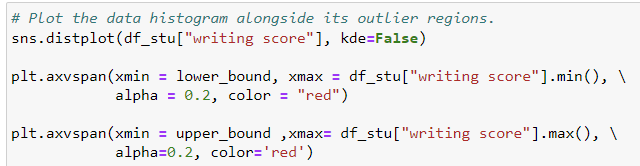 # Plot the data histogram alongside its outlier regions.
sns.distplot(df_stu["writing score"], kde=False)
plt.axvspan(xmin = lower_bound, xmax = df_stu["writing score"].min(), \
alpha = 0.2, color = "red")
plt.axvspan(xmin = upper_bound ,xmax= df_stu["writing score"].max(), \
alpha=0.2, color='red')